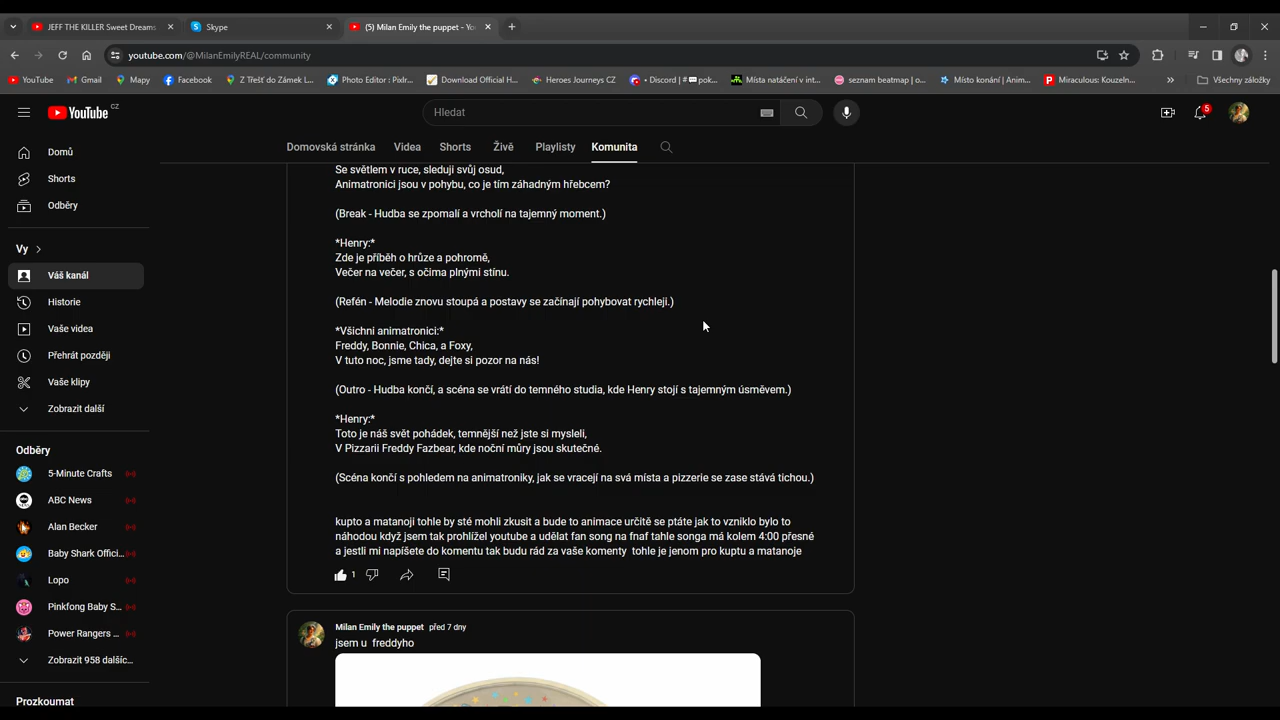 JEFF THE KILLER Sweet Dreams
Skype
(5) Milan Emily the puppet - Yo
youtube.com/@MilanEmilyREAL/community
YouTube
Gmail
Mapy
Facebook
Z Třešť do Zámek L...
Photo Editor : Pixlr...
Download Official H...
Heroes Journeys CZ
• Discord | #💬pok...
Místa natáčení v int...
seznam beatmap | o...
Místo konání | Anim...
Miraculous: Kouzeln...
»
Všechny záložky
YouTube CZ
Hledat
5
Domovská stránka
Videa
Shorts
Živě
Playlisty
Komunita
Domů
Shorts
Odběry
Vy
Váš kanál
Historie
Vaše videa
Přehrát později
Vaše klipy
Zobrazit další
Odběry
5-Minute Crafts
ABC News
Alan Becker
Baby Shark Offici...
Lopo
Pinkfong Baby S...
Power Rangers ...
Zobrazit 958 dalšíc...
Prozkoumat
Se světlem v ruce, sleduji svůj osud,
Animatronici jsou v pohybu, co je tím záhadným hřebcem?
(Break - Hudba se zpomalí a vrcholí na tajemný moment.)
*Henry:*
Zde je příběh o hrůze a pohromě,
Večer na večer, s očima plnými stínu.
(Refén - Melodie znovu stoupá a postavy se začínají pohybovat rychleji.)
*Všichni animatronici:*
Freddy, Bonnie, Chica, a Foxy,
V tuto noc, jsme tady, dejte si pozor na nás!
(Outro - Hudba končí, a scéna se vrátí do temného studia, kde Henry stojí s tajemným úsměvem.)
*Henry:*
Toto je náš svět pohádek, temnější než jste si mysleli,
V Pizzarii Freddy Fazbear, kde noční můry jsou skutečné.
(Scéna končí s pohledem na animatroniky, jak se vracejí na svá místa a pizzerie se zase stává tichou.)
kupto a matanoji tohle by sté mohli zkusit a bude to animace určitě se ptáte jak to vzniklo bylo to
náhodou když jsem tak prohlížel youtube a udělat fan song na fnaf tahle songa má kolem 4:00 přesné
a jestli mi napíšete do komentu tak budu rád za vaše komenty  tohle je jenom pro kuptu a matanoje
1
Milan Emily the puppet před 7 dny
jsem u  freddyho